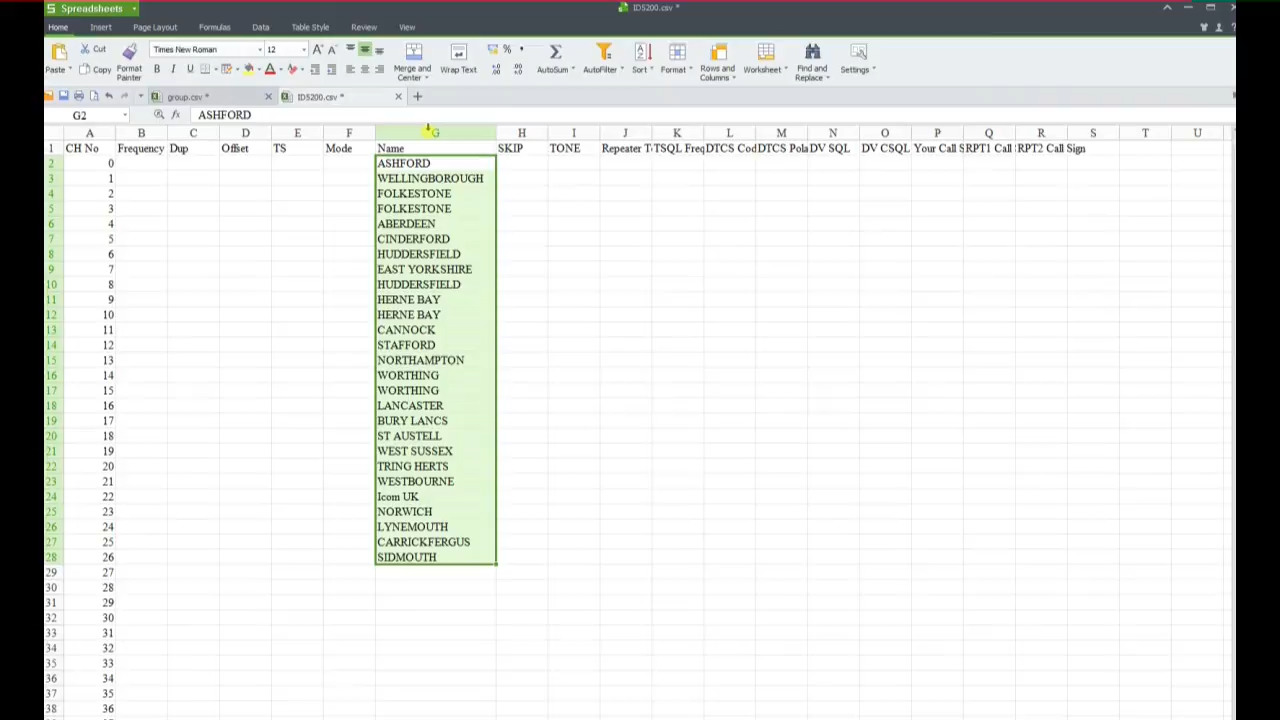 Spreadsheets
ID5200.csv *
Home Insert Page Layout Formulas Data Table Style Review View
Cut Times New Roman 12
Paste Copy Format Painter B I U Merge and Center Wrap Text AutoSum AutoFilter Sort Format Rows and Columns Worksheet Find and Replace Settings
group.csv * ID5200.csv *
G2 fx ASHFORD
A B C D E F G H I J K L M N O P Q R S T U
1 CH No Frequency Dup Offset TS Mode Name SKIP TONE Repeater T TSQL Freq DTCS Cod DTCS Pola DV SQL DV CSQL Your Call S RPT1 Call RPT2 Call Sign
2 0 ASHFORD
3 1 WELLINGBOROUGH
4 2 FOLKESTONE
5 3 FOLKESTONE
6 4 ABERDEEN
7 5 CINDERFORD
8 6 HUDDERSFIELD
9 7 EAST YORKSHIRE
10 8 HUDDERSFIELD
11 9 HERNE BAY
12 10 HERNE BAY
13 11 CANNOCK
14 12 STAFFORD
15 13 NORTHAMPTON
16 14 WORTHING
17 15 WORTHING
18 16 LANCASTER
19 17 BURY LANCS
20 18 ST AUSTELL
21 19 WEST SUSSEX
22 20 TRING HERTS
23 21 WESTBOURNE
24 22 Icom UK
25 23 NORWICH
26 24 LYNEMOUTH
27 25 CARRICKFERGUS
28 26 SIDMOUTH
29 27
30 28
31 29
32 30
33 31
34 32
35 33
36 34
37 35
38 36